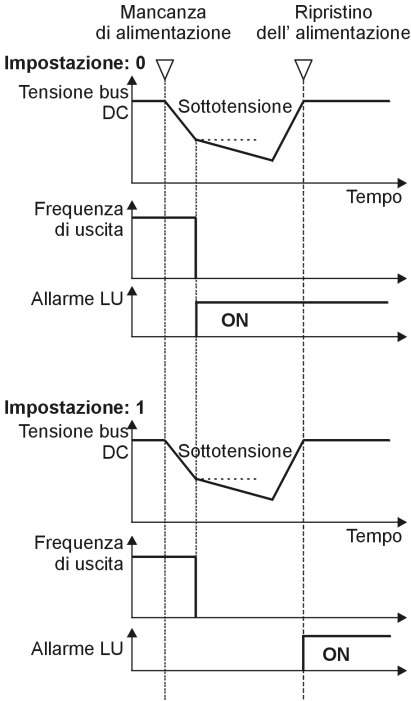 Mancanza
di alimentazione
Ripristino
dell' alimentazione
Impostazione: 0
Tensione bus
DC
Sottotensione
Tempo
Frequenza
di uscita
Allarme LU
ON
Impostazione: 1
Tensione bus
DC
Sottotensione
Tempo
Frequenza
di uscita
Allarme LU
ON